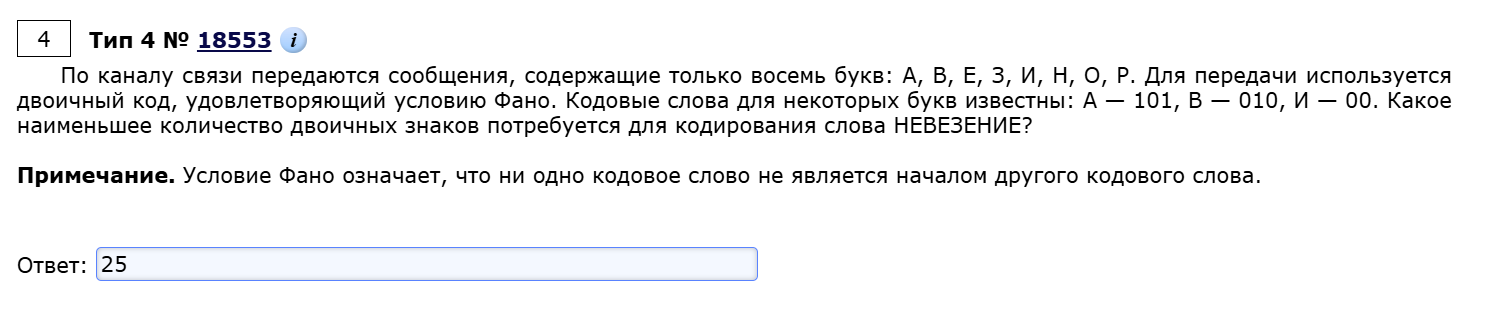 4 Тип 4 № 18553 i
По каналу связи передаются сообщения, содержащие только восемь букв: А, В, Е, З, И, Н, О, Р. Для передачи используется
двоичный код, удовлетворяющий условию Фано. Кодовые слова для некоторых букв известны: А — 101, В — 010, И — 00. Какое
наименьшее количество двоичных знаков потребуется для кодирования слова НЕВЕЗЕНИЕ?
Примечание. Условие Фано означает, что ни одно кодовое слово не является началом другого кодового слова.
Ответ: 25